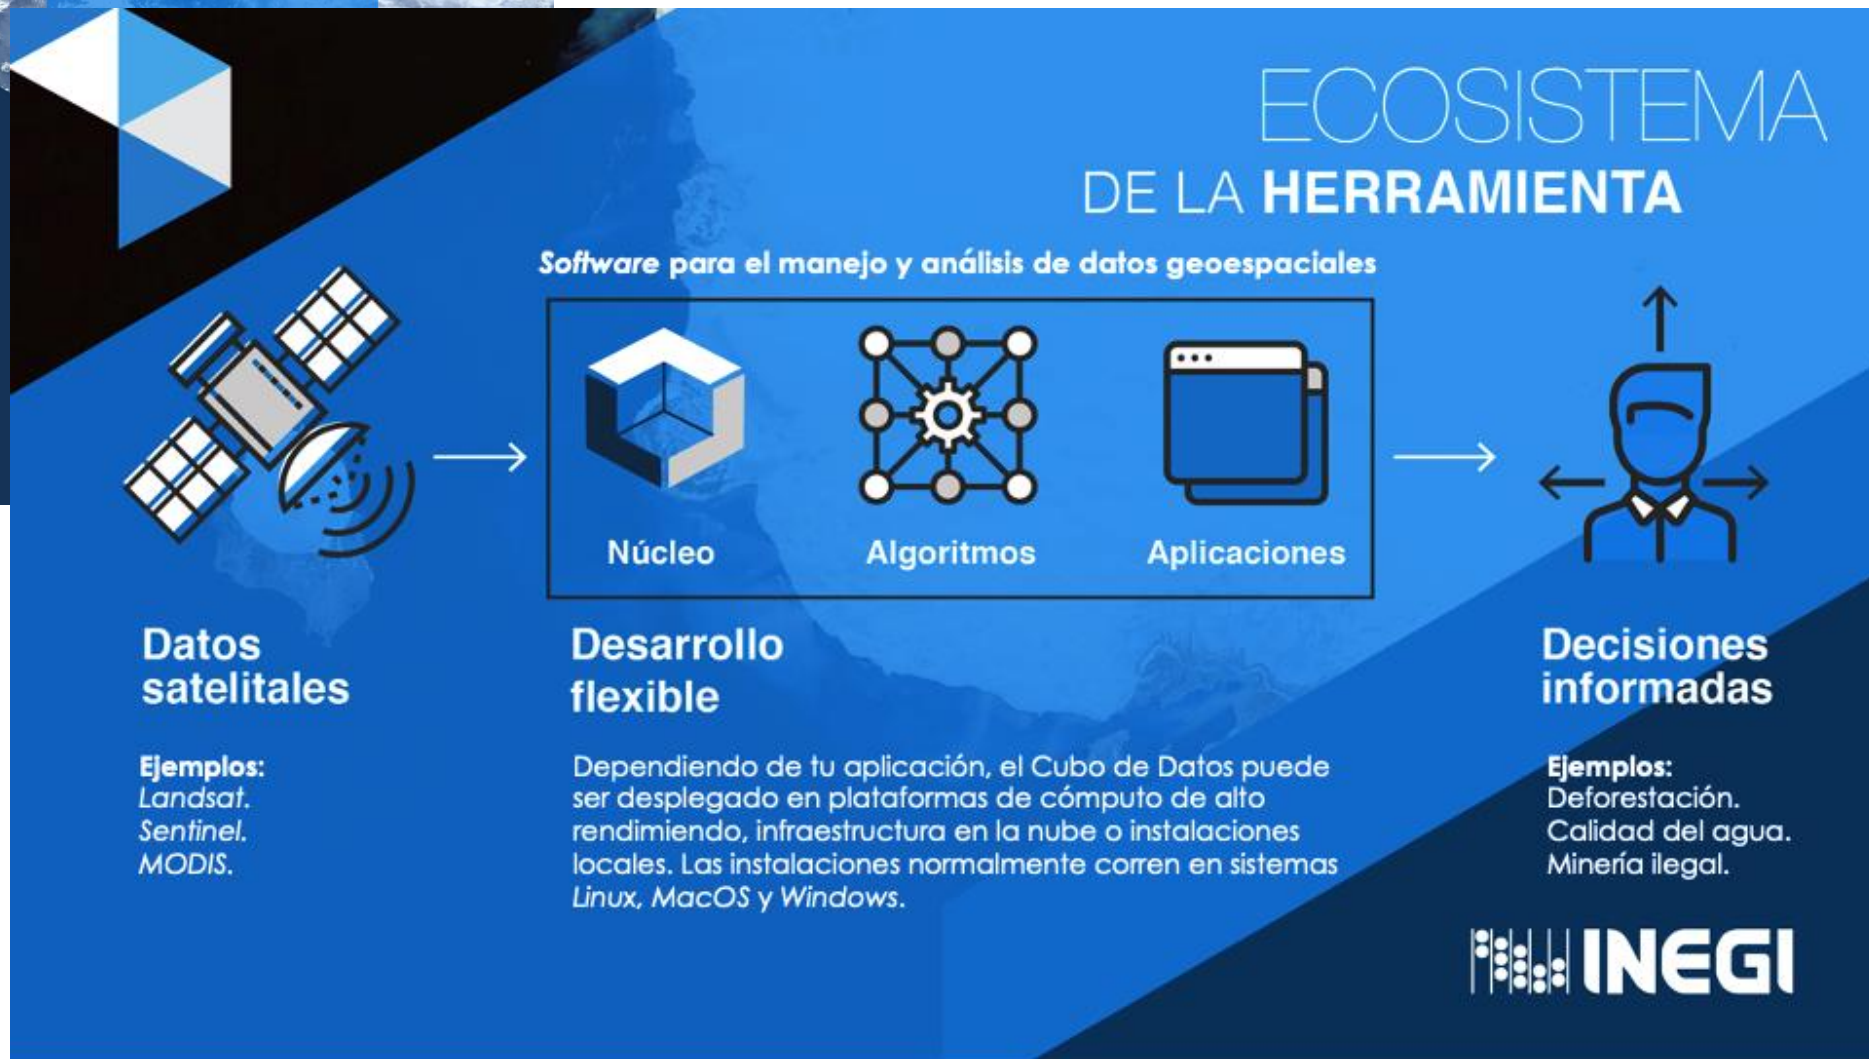 ECOSISTEMA
DE LA HERRAMIENTA
Software para el manejo y análisis de datos geoespaciales
Núcleo
Algoritmos
Aplicaciones
Datos
satelitales
Ejemplos:
Landsat.
Sentinel.
MODIS.
Desarrollo
flexible
Dependiendo de tu aplicación, el Cubo de Datos puede
ser desplegado en plataformas de cómputo de alto
rendimiendo, infraestructura en la nube o instalaciones
locales. Las instalaciones normalmente corren en sistemas
Linux, MacOS y Windows.
Decisiones
informadas
Ejemplos:
Deforestación.
Calidad del agua.
Minería ilegal.
INEGI